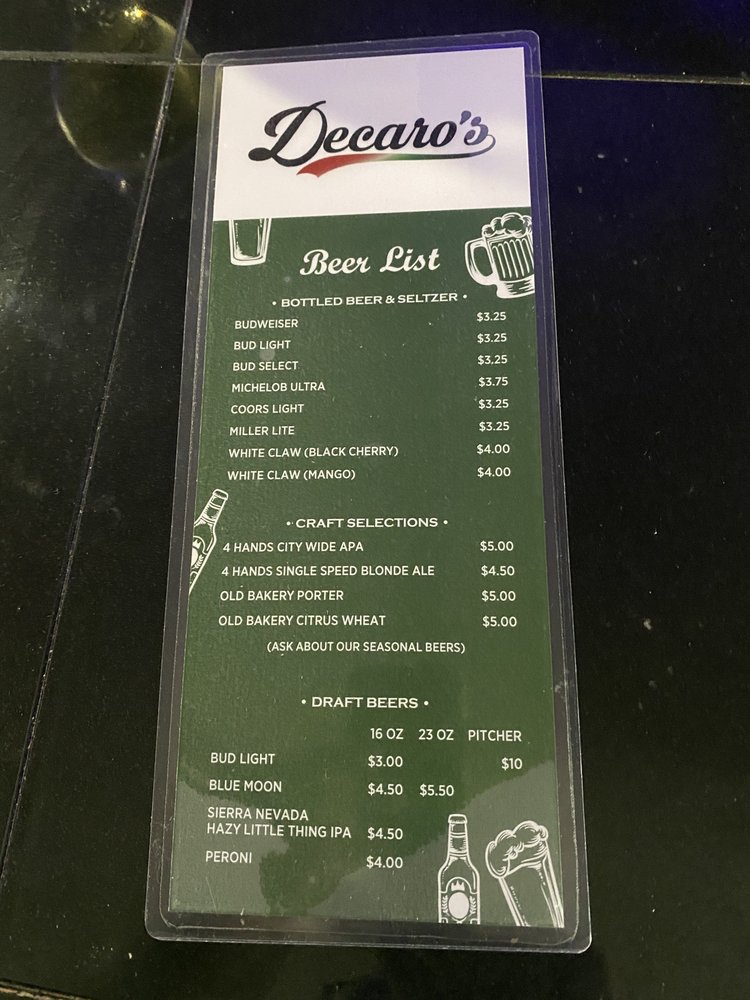 Decaro's
Beer List
• BOTTLED BEER & SELTZER •
BUDWEISER $3.25
BUD LIGHT $3.25
BUD SELECT $3.25
MICHELOB ULTRA $3.75
COORS LIGHT $3.25
MILLER LITE $3.25
WHITE CLAW (BLACK CHERRY) $4.00
WHITE CLAW (MANGO) $4.00
• CRAFT SELECTIONS •
4 HANDS CITY WIDE APA $5.00
4 HANDS SINGLE SPEED BLONDE ALE $4.50
OLD BAKERY PORTER $5.00
OLD BAKERY CITRUS WHEAT $5.00
(ASK ABOUT OUR SEASONAL BEERS)
• DRAFT BEERS •
16 OZ 23 OZ PITCHER
BUD LIGHT $3.00 $10
BLUE MOON $4.50 $5.50
SIERRA NEVADA
HAZY LITTLE THING IPA $4.50
PERONI $4.00